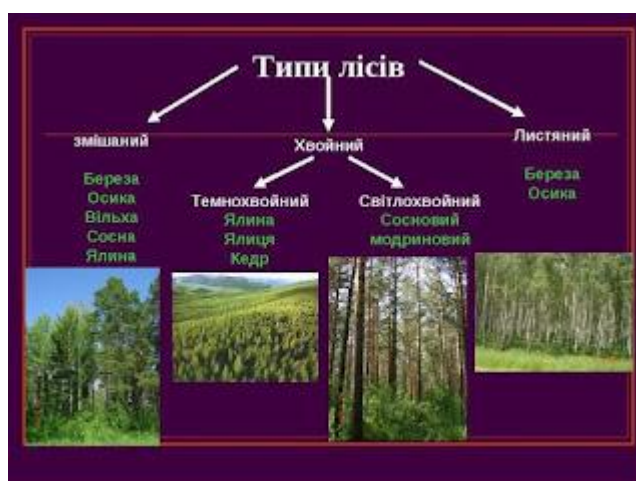 Типи лісів
змішаний
Береза
Осика
Вільха
Сосна
Ялина
Хвойний
Темнохвойний
Ялина
Ялиця
Кедр
Світлохвойний
Сосновий
модриновий
Листяний
Береза
Осика